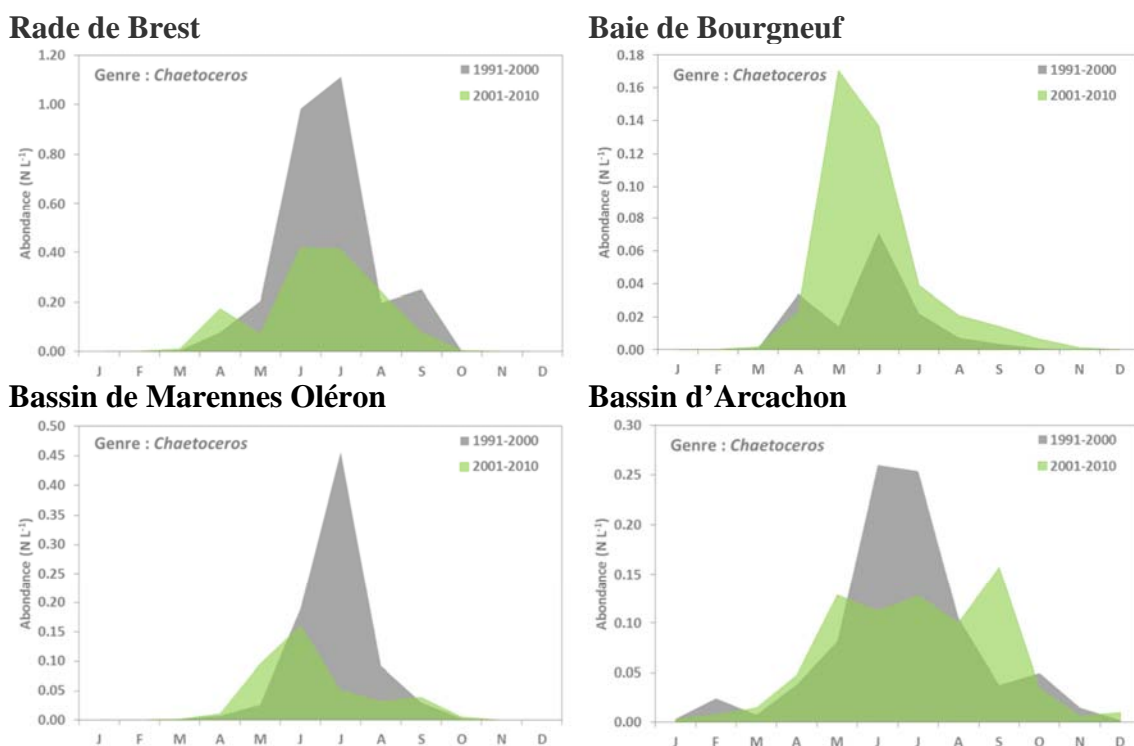 Rade de Brest
1.20
1.00
0.80
0.60
0.40
0.20
0.00
Abondance (N L-1)
Genre : Chaetoceros
1991-2000
2001-2010
J F M A M J J A S O N D
Baie de Bourgneuf
0.18
0.16
0.14
0.12
0.10
0.08
0.06
0.04
0.02
0.00
Abondance (N L-1)
Genre : Chaetoceros
1991-2000
2001-2010
J F M A M J J A S O N D
Bassin de Marennes Oléron
0.50
0.45
0.40
0.35
0.30
0.25
0.20
0.15
0.10
0.05
0.00
Abondance (N L-1)
Genre : Chaetoceros
1991-2000
2001-2010
J F M A M J J A S O N D
Bassin d’Arcachon
0.30
0.25
0.20
0.15
0.10
0.05
0.00
Abondance (N L-1)
Genre : Chaetoceros
1991-2000
2001-2010
J F M A M J J A S O N D